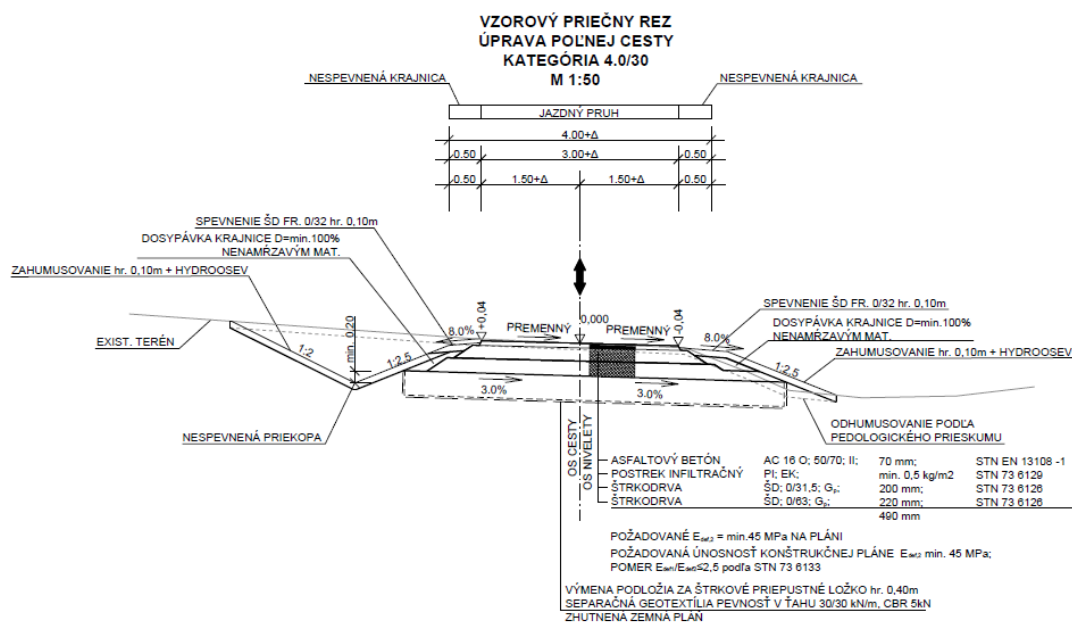 VZOROVÝ PRIEČNY REZ
ÚPRAVA POĽNEJ CESTY
KATEGÓRIA 4.0/30
M 1:50
NESPEVNENÁ KRAJNICA
NESPEVNENÁ KRAJNICA
JAZDNÝ PRUH
4.00+Δ
0.50 3.00+Δ 0.50
0.50 1.50+Δ 1.50+Δ 0.50
SPEVNENIE ŠD FR. 0/32 hr. 0,10m
DOSYPÁVKA KRAJNICE D=min.100%
NENAMŔZAVÝM MAT.
ZAHUMUSOVANIE hr. 0,10m + HYDROOSEV
SPEVNENIE ŠD FR. 0/32 hr. 0,10m
DOSYPÁVKA KRAJNICE D=min.100%
NENAMŔZAVÝM MAT.
ZAHUMUSOVANIE hr. 0,10m + HYDROOSEV
EXIST. TERÉN
1:2
min. 0,20
1:2,5
8.0%
+0,04
PREMENNÝ
0,000
PREMENNÝ
-0,04
8.0%
1:2,5
3.0%
3.0%
NESPEVNENÁ PRIEKOPA
OS CESTY
OS NIVELETY
ODHUMUSOVANIE PODĽA
PEDOLOGICKÉHO PRIESKUMU
ASFALTOVÝ BETÓN AC 16 O; 50/70; II; 70 mm; STN EN 13108 -1
POSTREK INFILTRAČNÝ PI; EK; min. 0,5 kg/m2 STN 73 6129
ŠTRKODRVA ŠD; 0/31,5; Gₚ; 200 mm; STN 73 6126
ŠTRKODRVA ŠD; 0/63; Gₚ; 220 mm; STN 73 6126
490 mm
POŽADOVANÉ E_def,2 = min.45 MPa NA PLÁNI
POŽADOVANÁ ÚNOSNOSŤ KONŠTRUKČNEJ PLÁNE E_def,2 min. 45 MPa;
POMER ≤2,5 podľa STN 73 6133
VÝMENA PODLOŽIA ZA ŠTRKOVÉ PRIEPUSTNÉ LOŽKO hr. 0,40m
SEPARAČNÁ GEOTEXTÍLIA PEVNOSŤ V ŤAHU 30/30 kN/m, CBR 5kN
ZHUTNENÁ ZEMNÁ PLÁŇ